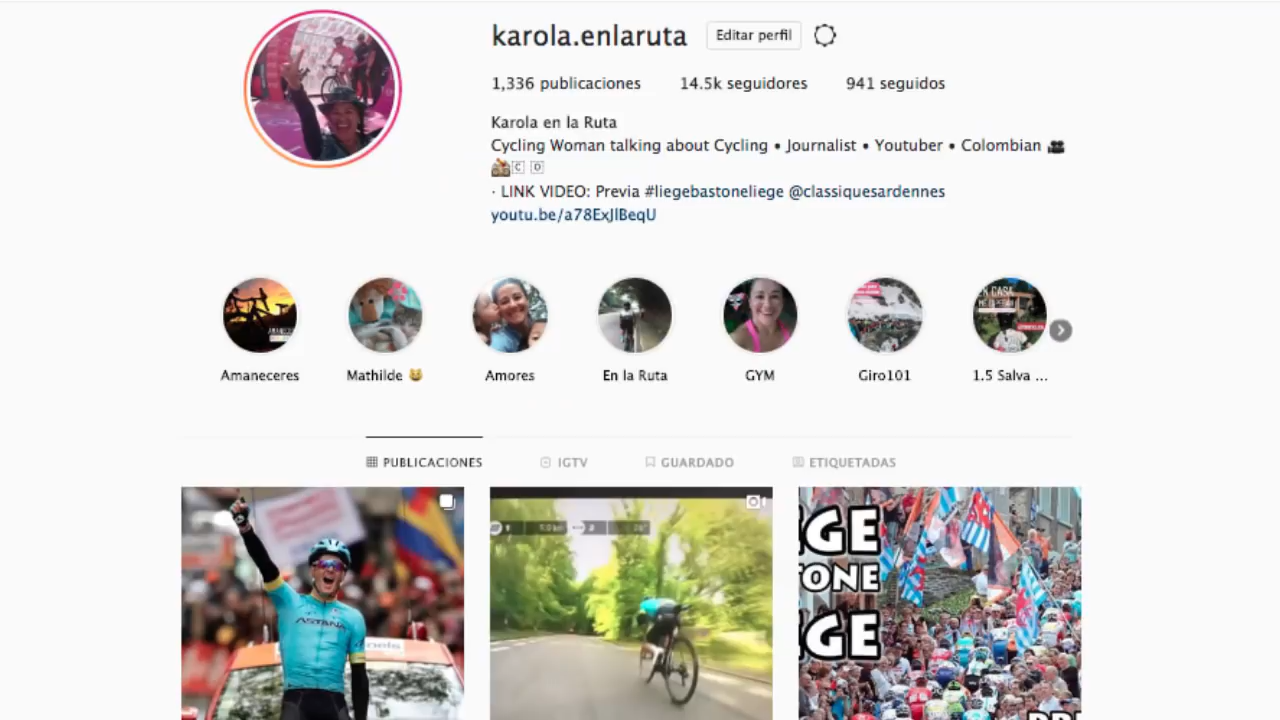 karola.enlaruta Editar perfil
1,336 publicaciones 14.5k seguidores 941 seguidos
Karola en la Ruta
Cycling Woman talking about Cycling • Journalist • Youtuber • Colombian 🎥
🚵🇨 🇴
· LINK VIDEO: Previa #liegebastoneliege @classiquesardennes
youtu.be/a78ExJlBeqU
Amaneceres Mathilde 😺 Amores En la Ruta GYM Giro101 1.5 Salva ...
PUBLICACIONES IGTV GUARDADO ETIQUETADAS
GE
TONE
GE
ASTANA